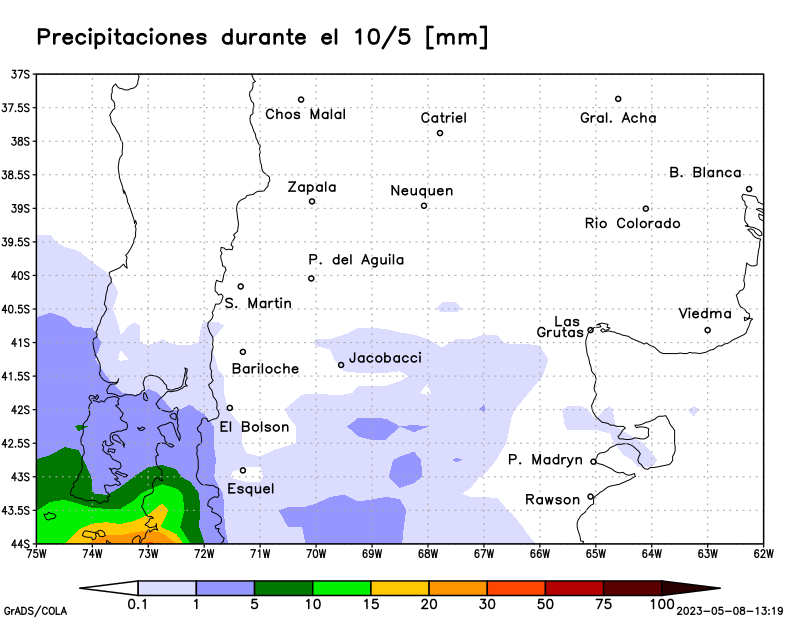 Precipitaciones durante el 10/5 [mm]
37S
37.5S
38S
38.5S
39S
39.5S
40S
40.5S
41S
41.5S
42S
42.5S
43S
43.5S
44S
Chos Malal
Catriel
Gral. Acha
B. Blanca
Zapala
Neuquen
Rio Colorado
P. del Aguila
S. Martin
Las
Grutas
Viedma
Bariloche
Jacobacci
El Bolson
P. Madryn
Esquel
Rawson
75W 74W 73W 72W 71W 70W 69W 68W 67W 66W 65W 64W 63W 62W
0.1 1 5 10 15 20 30 50 75 100
GrADS/COLA
2023-05-08-13:19